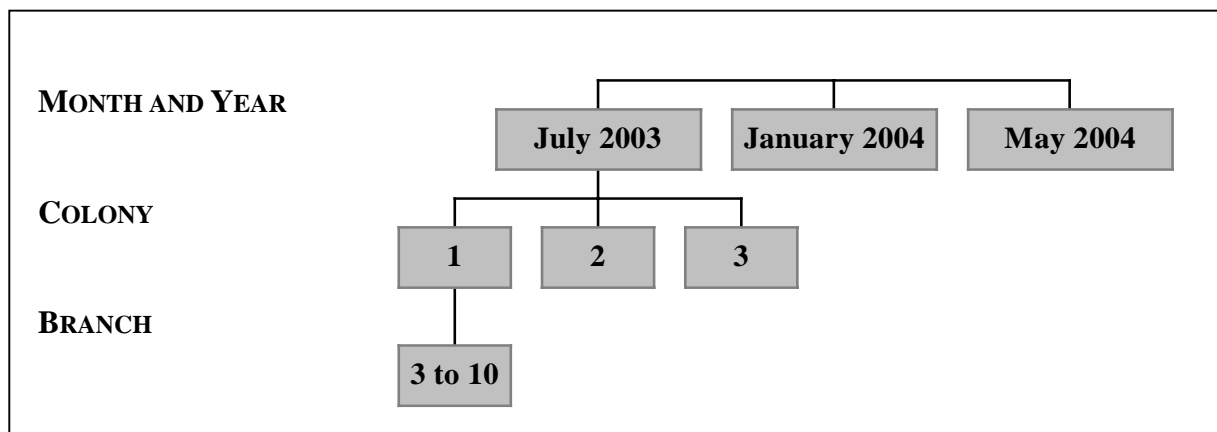 MONTH AND YEAR
July 2003 January 2004 May 2004
COLONY
1 2 3
BRANCH
3 to 10